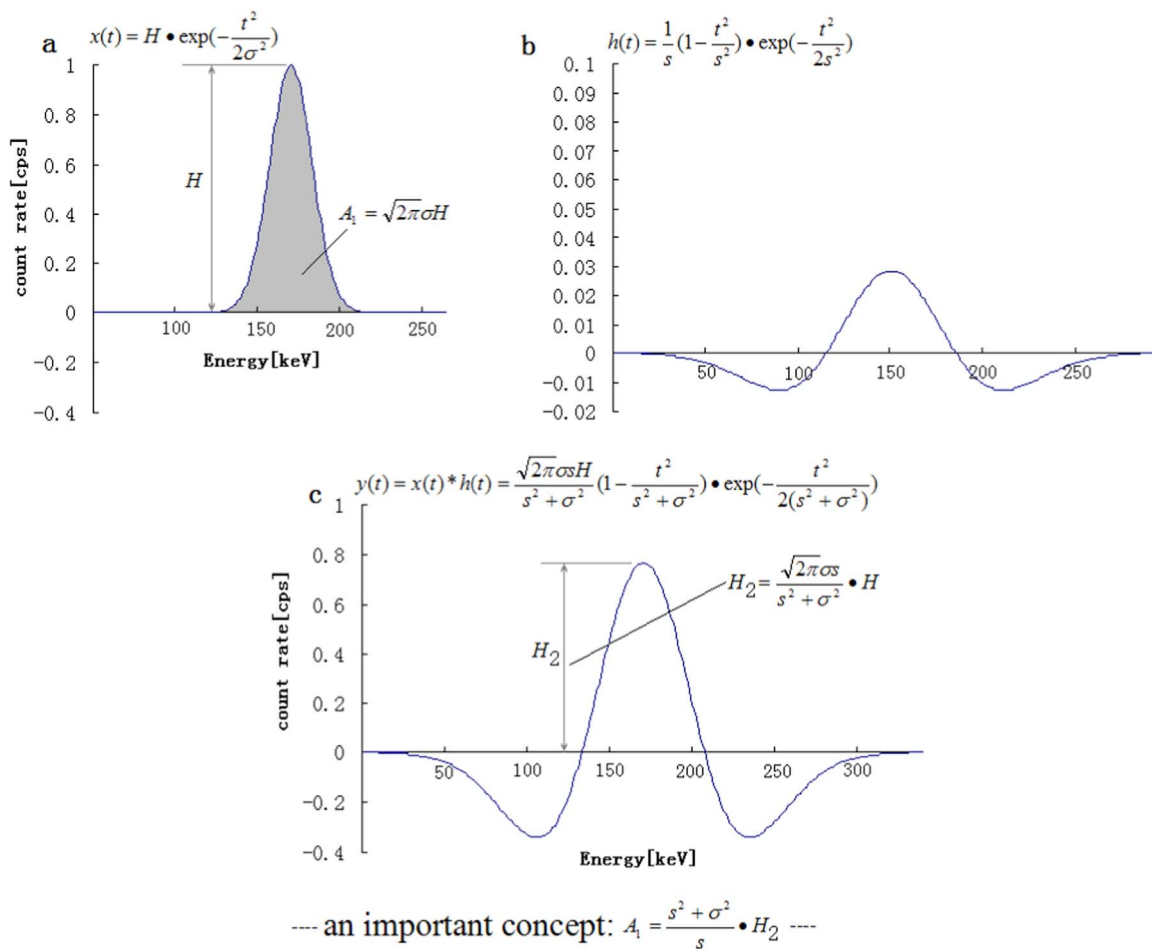 a
x(t) = H • exp(-t²/2σ²)
1
0.8
0.6
0.4
0.2
0
-0.2
-0.4
count rate[cps]
H
A₁ = √2π σH
100 150 200 250
Energy[keV]
b
h(t) = 1/s (1 - t²/s²) • exp(-t²/2s²)
0.1
0.09
0.08
0.07
0.06
0.05
0.04
0.03
0.02
0.01
0
-0.01
-0.02
50 100 150 200 250
c
y(t) = x(t) * h(t) = √2π σsH/(s² + σ²) (1 - t²/(s² + σ²)) • exp(-t²/2(s² + σ²))
1
0.8
0.6
0.4
0.2
0
-0.2
-0.4
count rate[cps]
H₂
H₂ = √2π σs/(s² + σ²) • H
50 100 150 200 250 300
Energy[keV]
---- an important concept: A₁ = (s² + σ²)/s • H₂ ----